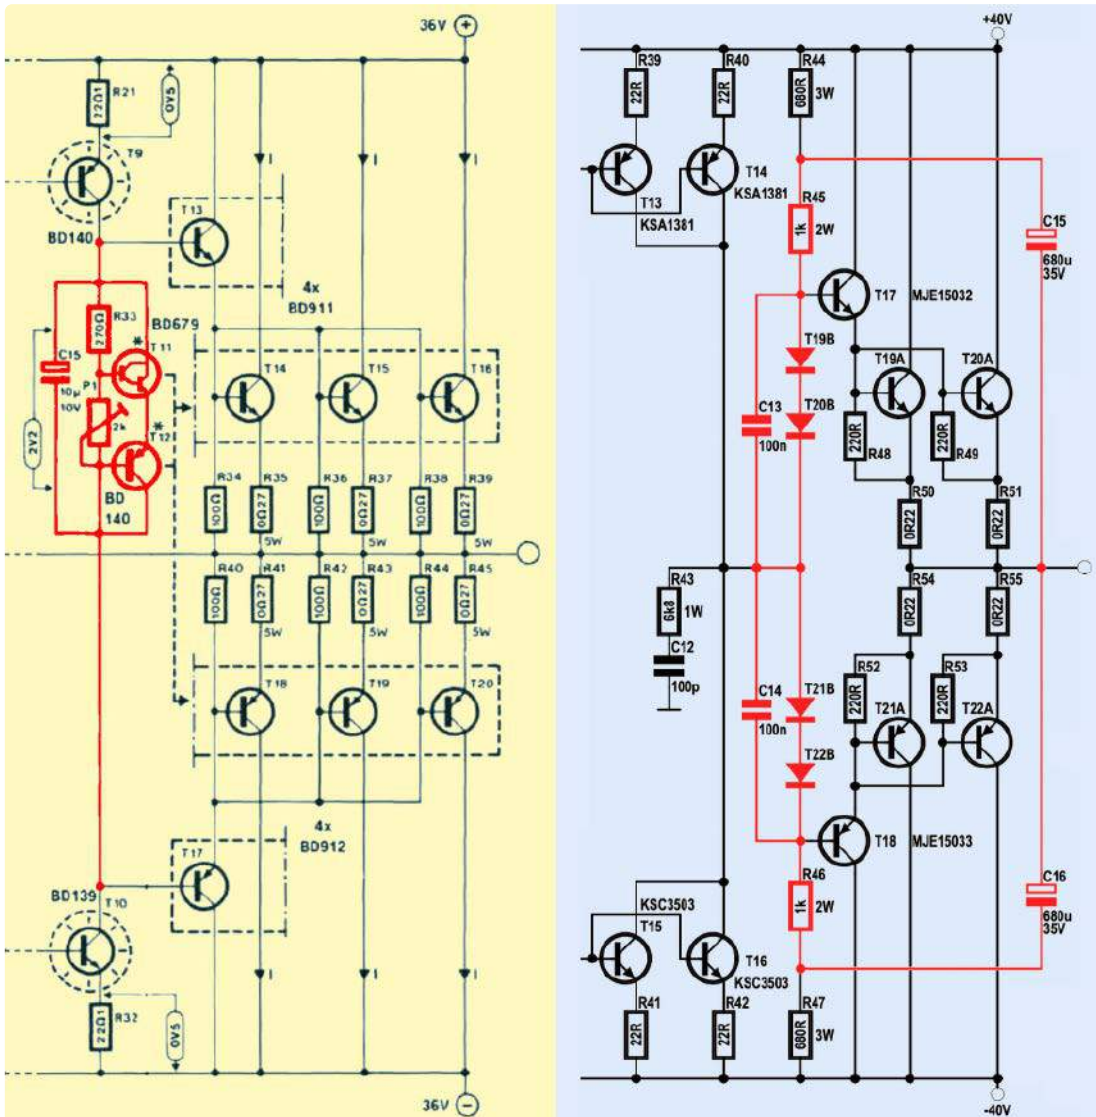 36V +
22Ω1
R21
0V5
T9
BD140
T13
4x
BD911
R33
270Ω
BD679
*
T11
C15
10µ
10V
P1
2k
*
T12
2V2
BD
140
T14
T15
T16
R34
R35
R36
R37
R38
R39
100Ω
0Ω27
100Ω
0Ω27
100Ω
0Ω27
5W
5W
5W
R40
R41
R42
R43
R44
R45
100Ω
0Ω27
100Ω
0Ω27
100Ω
0Ω27
5W
5W
5W
T18
T19
T20
4x
BD912
T17
BD139
T10
I
I
I
I
I
I
22Ω1
R32
0V5
36V −
+40V
R39
R40
R44
22R
22R
680R
3W
T13
KSA1381
T14
KSA1381
R45
1k
2W
C15
680u
35V
T17
MJE15032
T19B
T20B
T19A
T20A
C13
100n
220R
R48
220R
R49
R50
0R22
R51
0R22
R43
6k8
1W
C12
100p
R54
0R22
R55
0R22
R52
220R
R53
220R
C14
100n
T21B
T22B
T21A
T22A
T18
MJE15033
R46
1k
2W
C16
680u
35V
KSC3503
T15
T16
KSC3503
R41
R42
R47
22R
22R
680R
3W
-40V